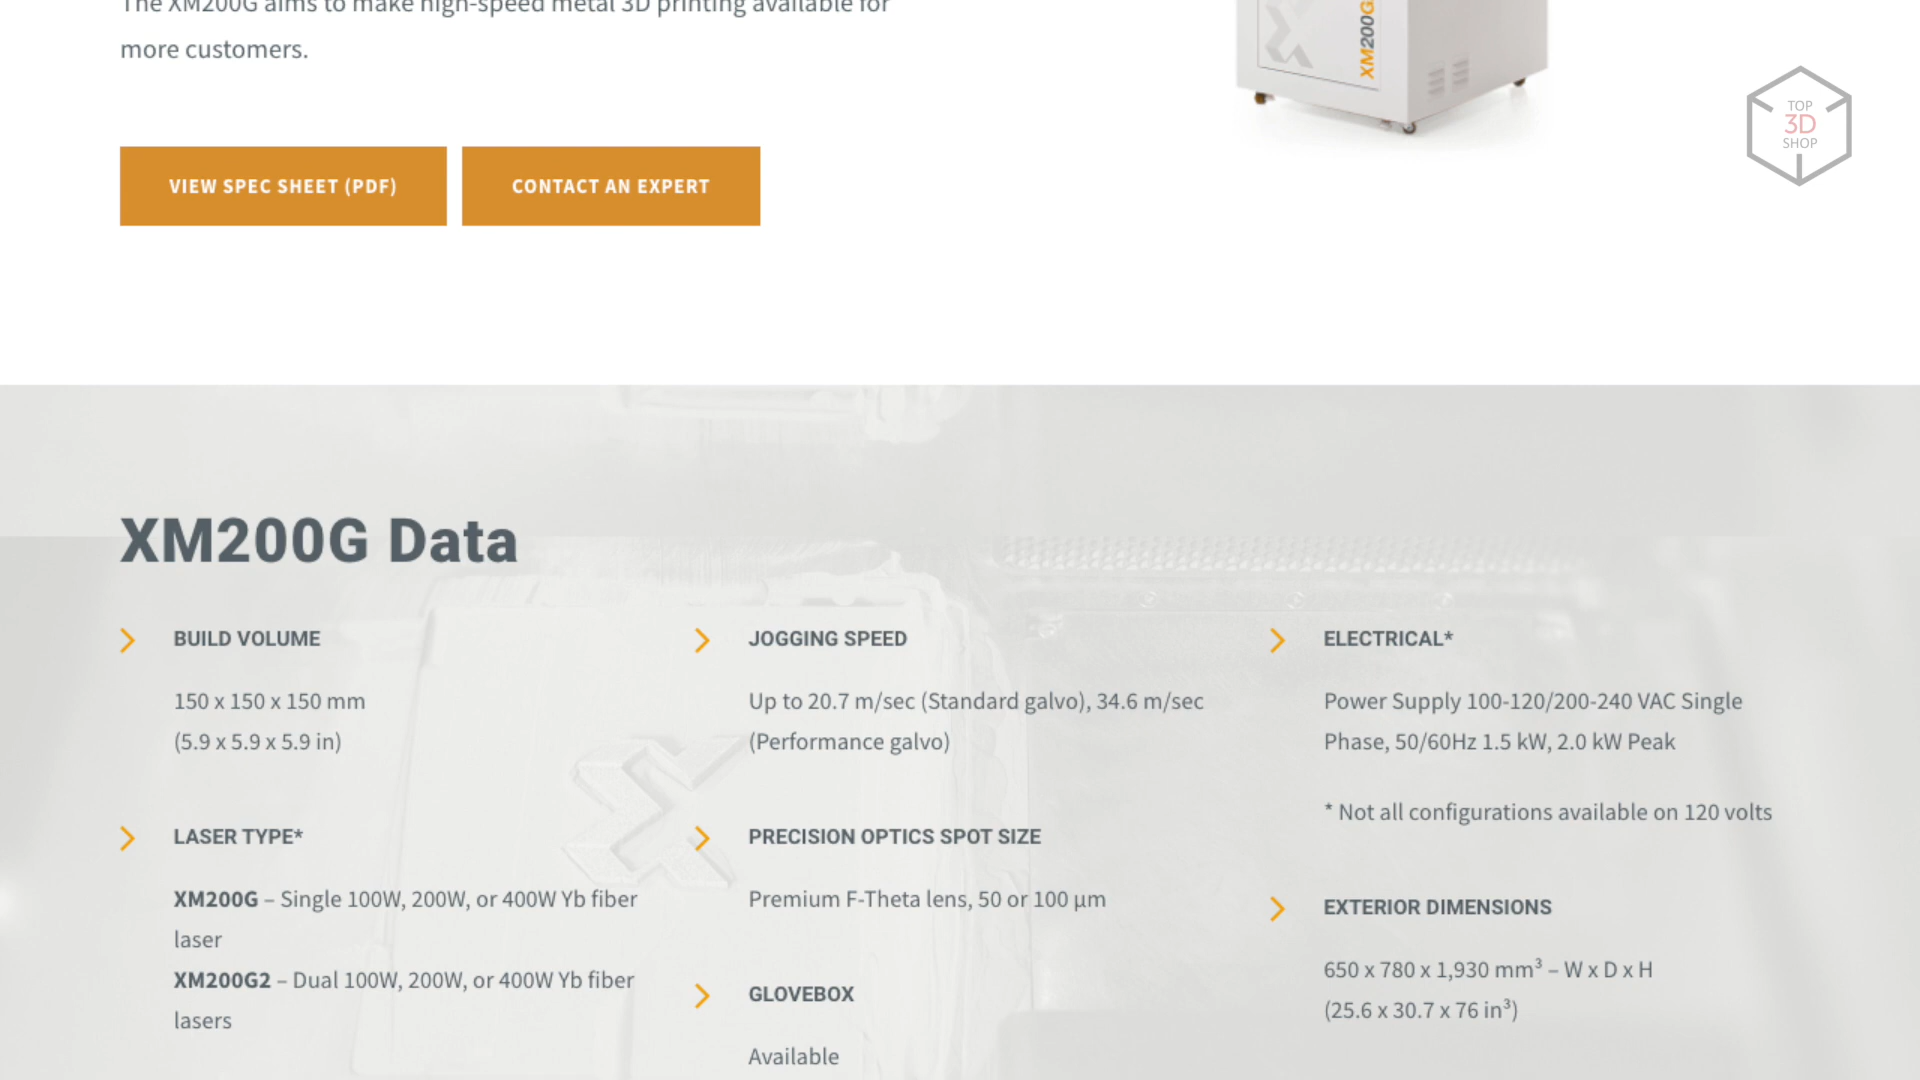 The XM200G aims to make high-speed metal 3D printing available for
more customers.
XM200G
TOP
3D
SHOP
VIEW SPEC SHEET (PDF)
CONTACT AN EXPERT
XM200G Data
BUILD VOLUME
150 x 150 x 150 mm
(5.9 x 5.9 x 5.9 in)
LASER TYPE*
XM200G – Single 100W, 200W, or 400W Yb fiber
laser
XM200G2 – Dual 100W, 200W, or 400W Yb fiber
lasers
JOGGING SPEED
Up to 20.7 m/sec (Standard galvo), 34.6 m/sec
(Performance galvo)
PRECISION OPTICS SPOT SIZE
Premium F-Theta lens, 50 or 100 µm
GLOVEBOX
Available
ELECTRICAL*
Power Supply 100-120/200-240 VAC Single
Phase, 50/60Hz 1.5 kW, 2.0 kW Peak
* Not all configurations available on 120 volts
EXTERIOR DIMENSIONS
650 x 780 x 1,930 mm³ – W x D x H
(25.6 x 30.7 x 76 in³)